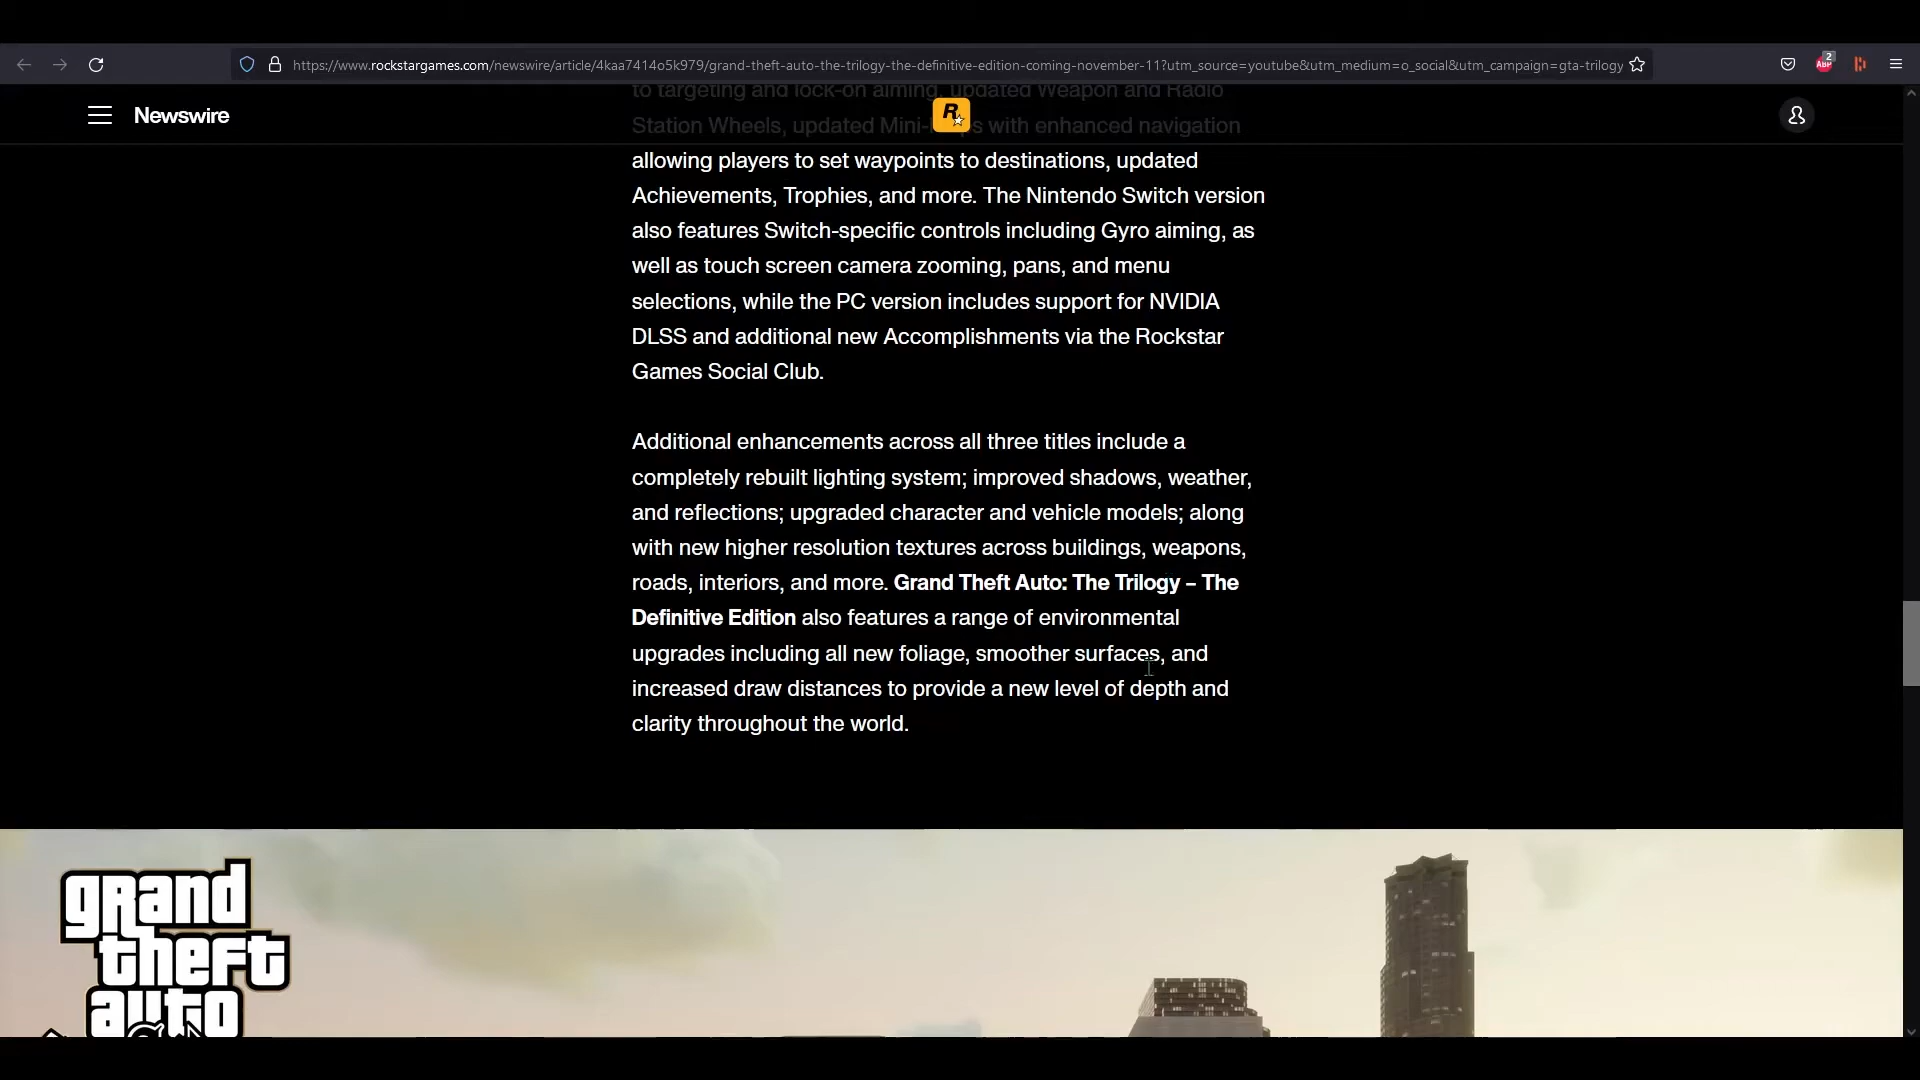 https://www.rockstargames.com/newswire/article/4kaa7414o5k979/grand-theft-auto-the-trilogy-the-definitive-edition-coming-november-11?utm_source=youtube&utm_medium=o_social&utm_campaign=gta-trilogy
2
ABP
Newswire
R
to targeting and lock-on aiming, updated Weapon and Radio
Station Wheels, updated Mini- s with enhanced navigation
allowing players to set waypoints to destinations, updated
Achievements, Trophies, and more. The Nintendo Switch version
also features Switch-specific controls including Gyro aiming, as
well as touch screen camera zooming, pans, and menu
selections, while the PC version includes support for NVIDIA
DLSS and additional new Accomplishments via the Rockstar
Games Social Club.
Additional enhancements across all three titles include a
completely rebuilt lighting system; improved shadows, weather,
and reflections; upgraded character and vehicle models; along
with new higher resolution textures across buildings, weapons,
roads, interiors, and more. Grand Theft Auto: The Trilogy – The
Definitive Edition also features a range of environmental
upgrades including all new foliage, smoother surfaces, and
increased draw distances to provide a new level of depth and
clarity throughout the world.
grand
theft
auto